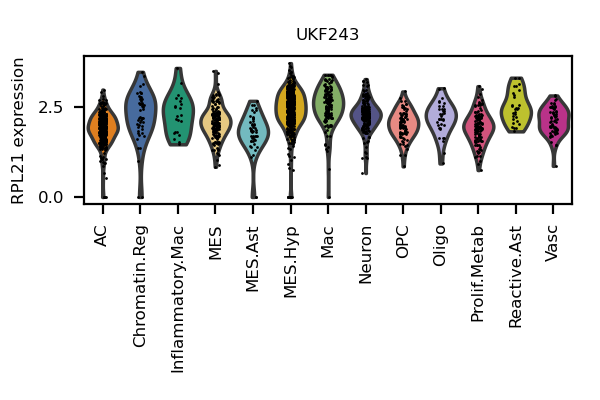 UKF243
RPL21 expression
2.5
0.0
AC
Chromatin.Reg
Inflammatory.Mac
MES
MES.Ast
MES.Hyp
Mac
Neuron
OPC
Oligo
Prolif.Metab
Reactive.Ast
Vasc